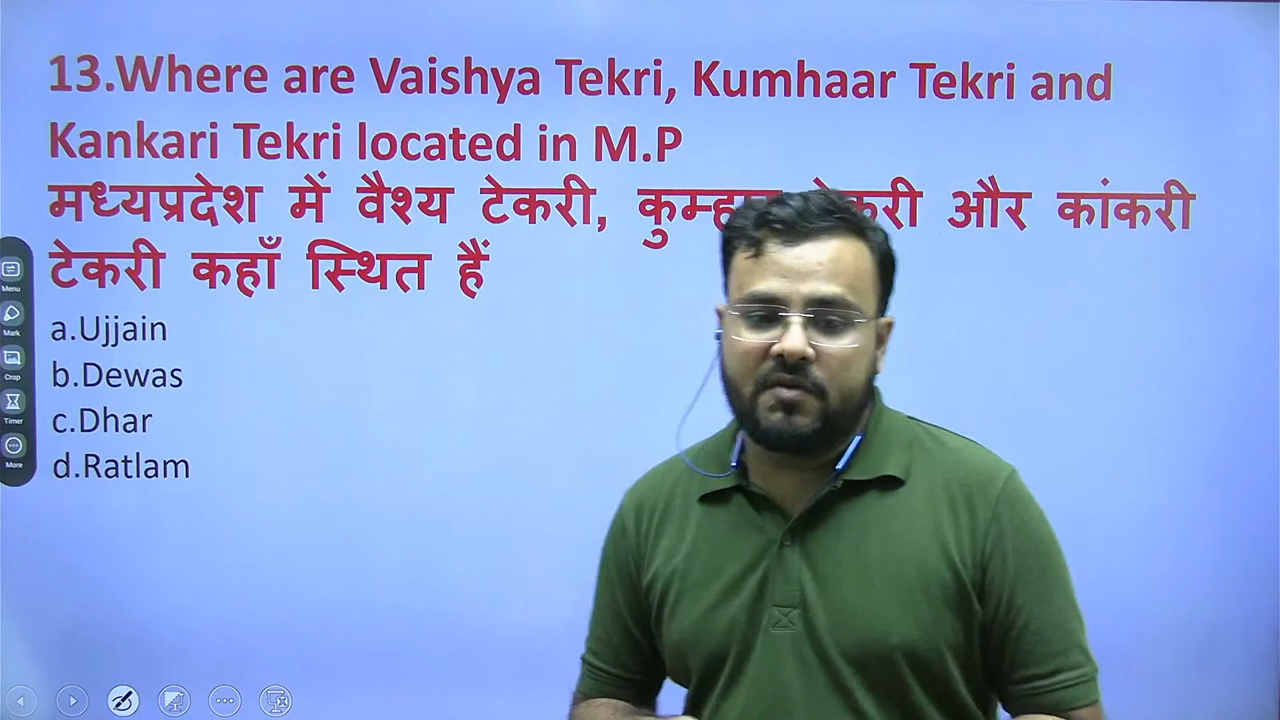 13.Where are Vaishya Tekri, Kumhaar Tekri and
Kankari Tekri located in M.P
मध्यप्रदेश में वैश्य टेकरी, और कांकरी
टेकरी कहाँ स्थित हैं
a.Ujjain
b.Dewas
c.Dhar
d.Ratlam
Menu
Mark
Crop
Timer
More